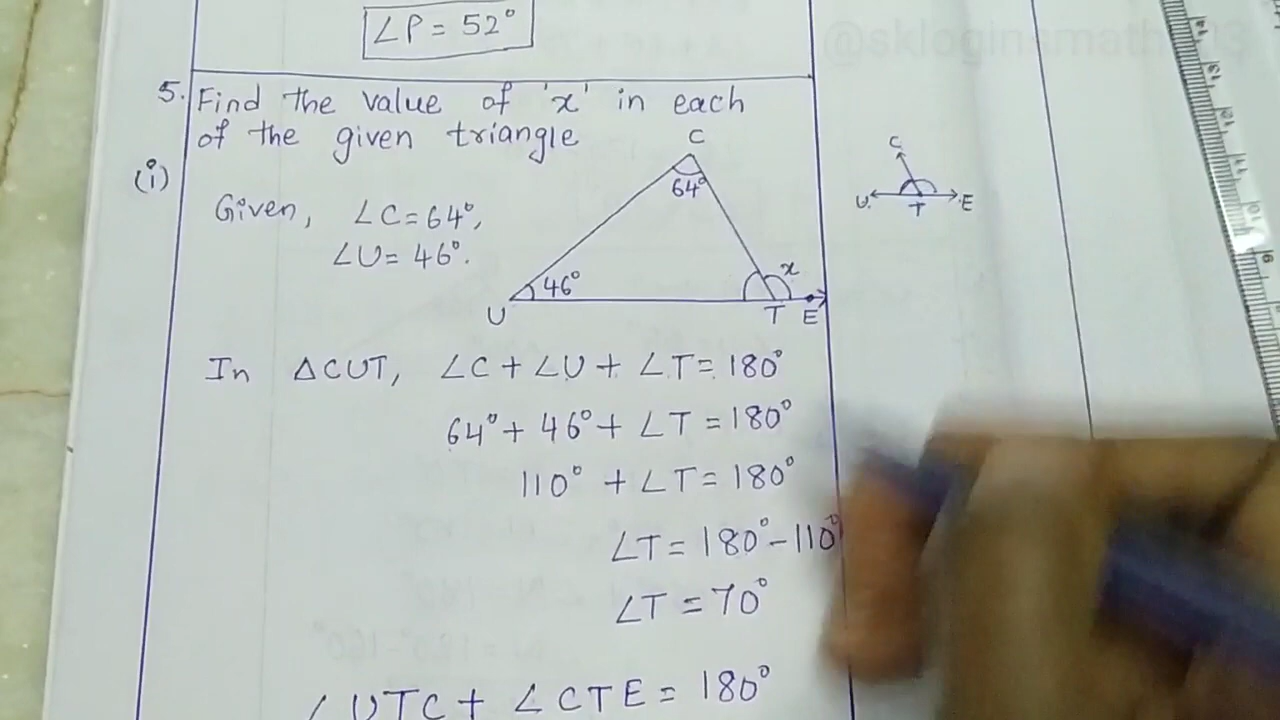 ∠P = 52°
@skloginsmath
5. Find the value of 'x' in each
of the given triangle
(i)
Given, ∠C = 64°,
∠U = 46°.
C
64°
46°
x
U
T
E
C
U
T
E
In ΔCUT, ∠C + ∠U + ∠T = 180°
64° + 46° + ∠T = 180°
110° + ∠T = 180°
∠T = 180° - 110°
∠T = 70°
∠UTC + ∠CTE = 180°